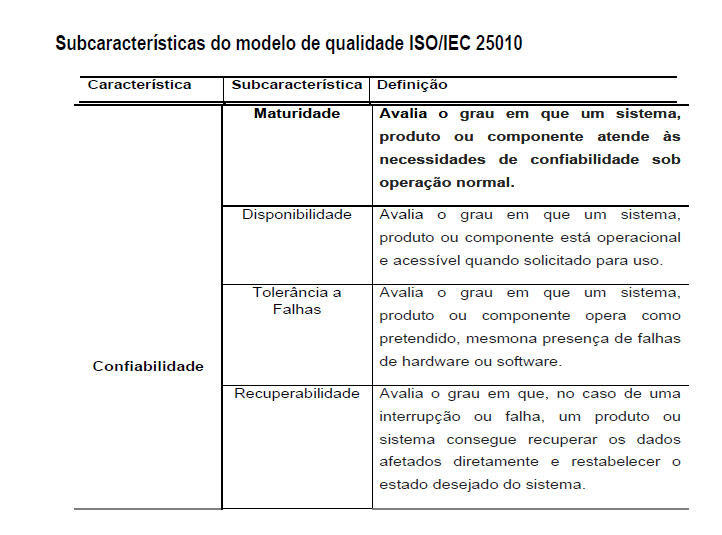 Subcaracterísticas do modelo de qualidade ISO/IEC 25010
Característica Subcaracterística Definição
Confiabilidade
Maturidade
Avalia o grau em que um sistema,
produto ou componente atende às
necessidades de confiabilidade sob
operação normal.
Disponibilidade
Avalia o grau em que um sistema,
produto ou componente está operacional
e acessível quando solicitado para uso.
Tolerância a
Falhas
Avalia o grau em que um sistema,
produto ou componente opera como
pretendido, mesmona presença de falhas
de hardware ou software.
Recuperabilidade
Avalia o grau em que, no caso de uma
interrupção ou falha, um produto ou
sistema consegue recuperar os dados
afetados diretamente e restabelecer o
estado desejado do sistema.